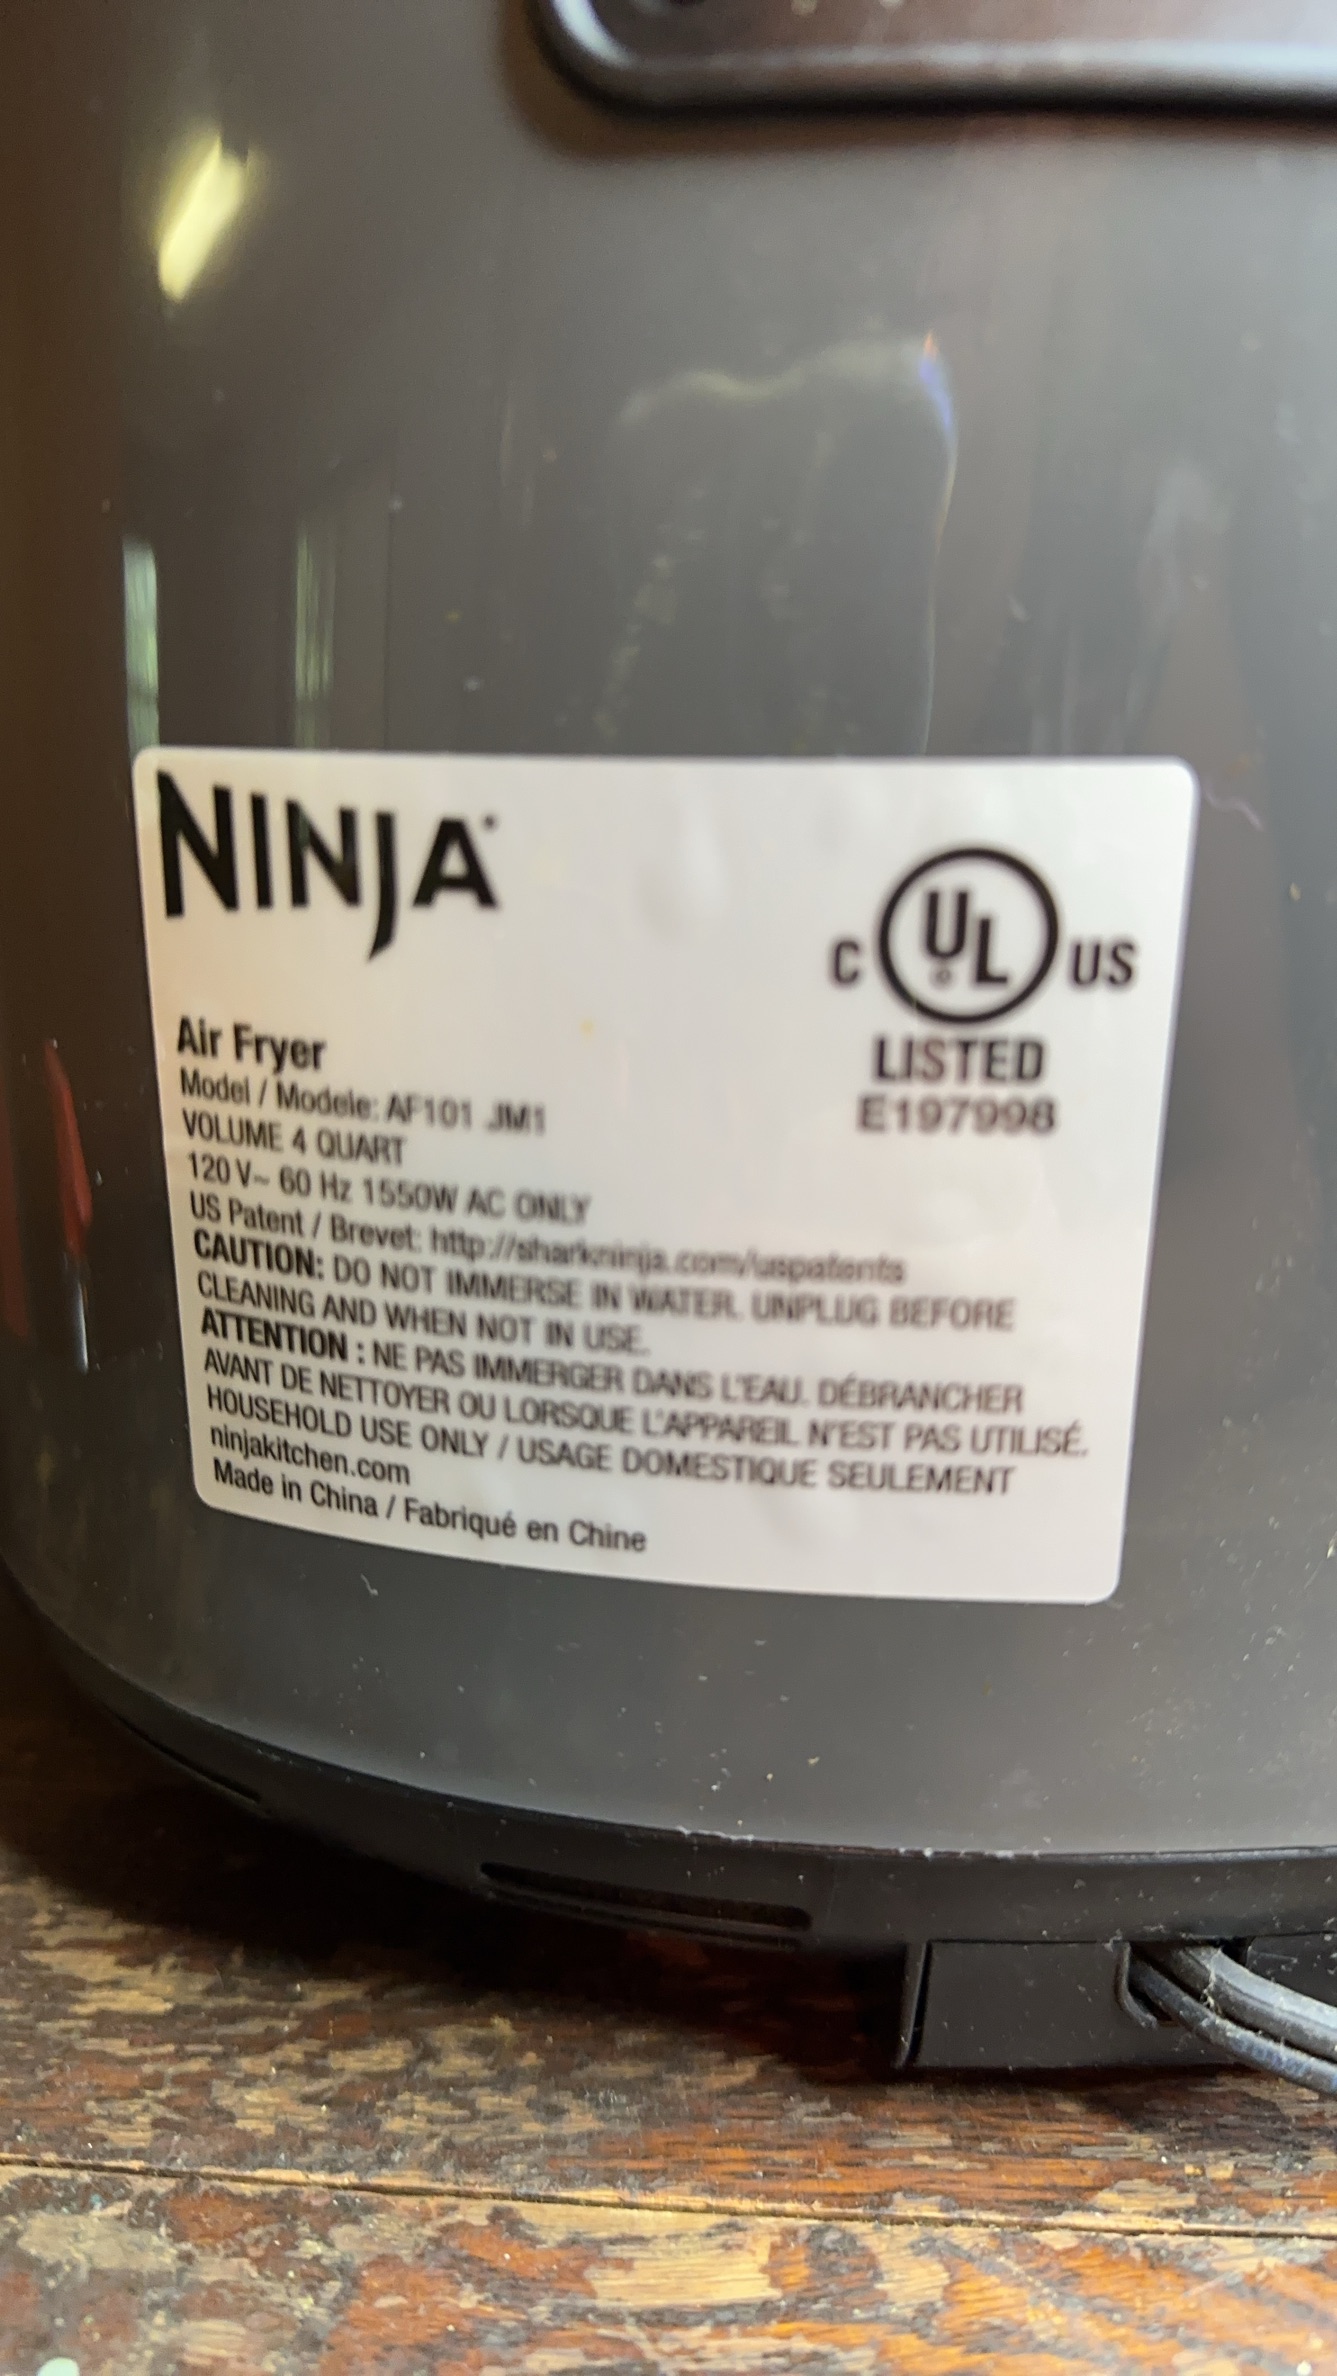 NINJA
C UL US
LISTED
E197998
Air Fryer
Model / Modele: AF101 JM1
VOLUME 4 QUART
120 V~ 60 Hz 1550W AC ONLY
US Patent / Brevet: http://sharkninja.com/uspatents
CAUTION: DO NOT IMMERSE IN WATER. UNPLUG BEFORE
CLEANING AND WHEN NOT IN USE.
ATTENTION : NE PAS IMMERGER DANS L'EAU. DÉBRANCHER
AVANT DE NETTOYER OU LORSQUE L'APPAREIL N'EST PAS UTILISÉ.
HOUSEHOLD USE ONLY / USAGE DOMESTIQUE SEULEMENT
ninjakitchen.com
Made in China / Fabriqué en Chine